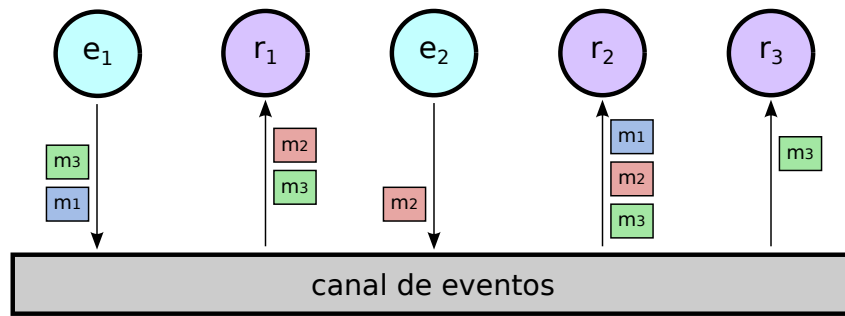 e₁ r₁ e₂ r₂ r₃
m₁
m₂
m₃ m₃
m₂
m₃
m₁ m₂
m₃
canal de eventos